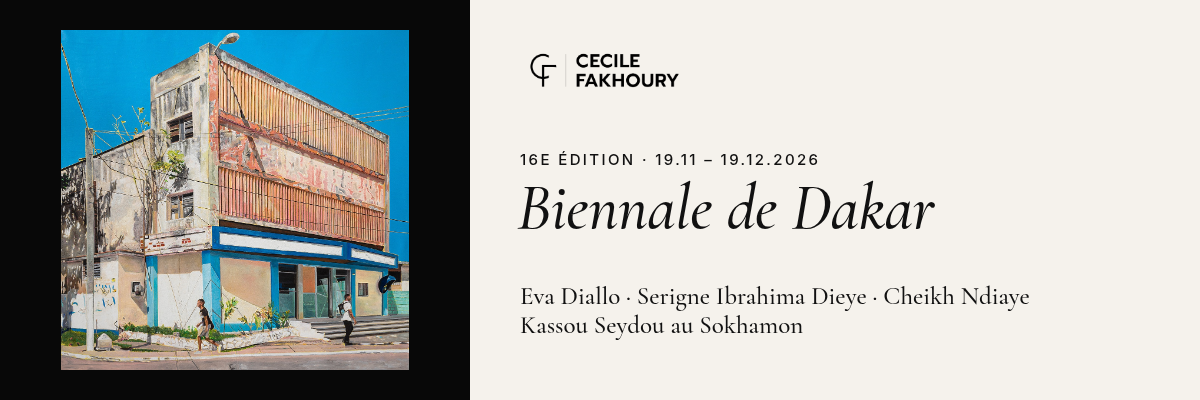 CF
CECILE
FAKHOURY
16E ÉDITION · 19.11 – 19.12.2026
Biennale de Dakar
Eva Diallo · Serigne Ibrahima Dieye · Cheikh Ndiaye
Kassou Seydou au Sokhamon